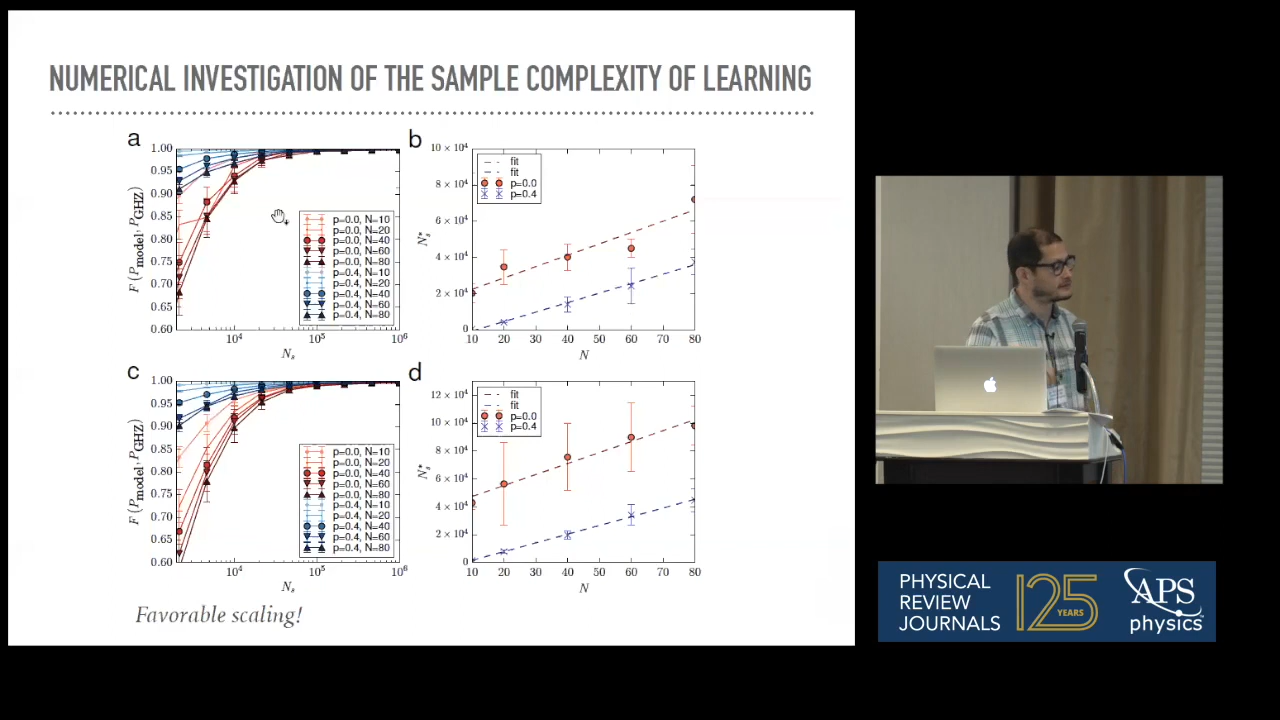 NUMERICAL INVESTIGATION OF THE SAMPLE COMPLEXITY OF LEARNING
a
1.00
0.95
0.90
0.85
0.80
0.75
0.70
0.65
0.60
F (Pmodel, PGHZ)
p=0.0, N=10
p=0.0, N=20
p=0.0, N=40
p=0.0, N=60
p=0.0, N=80
p=0.4, N=10
p=0.4, N=20
p=0.4, N=40
p=0.4, N=60
p=0.4, N=80
10^4
10^5
10^6
N_s
b
10 × 10^4
8 × 10^4
6 × 10^4
4 × 10^4
2 × 10^4
0
N_s^*
fit
fit
p=0.0
p=0.4
10 20 30 40 50 60 70 80
N
c
1.00
0.95
0.90
0.85
0.80
0.75
0.70
0.65
0.60
F (Pmodel, PGHZ)
p=0.0, N=10
p=0.0, N=20
p=0.0, N=40
p=0.0, N=60
p=0.0, N=80
p=0.4, N=10
p=0.4, N=20
p=0.4, N=40
p=0.4, N=60
p=0.4, N=80
10^4
10^5
10^6
N_s
d
12 × 10^4
10 × 10^4
8 × 10^4
6 × 10^4
4 × 10^4
2 × 10^4
0
N_s^*
fit
fit
p=0.0
p=0.4
10 20 30 40 50 60 70 80
N
Favorable scaling!
PHYSICAL
REVIEW
JOURNALS
125
YEARS
APS
physics